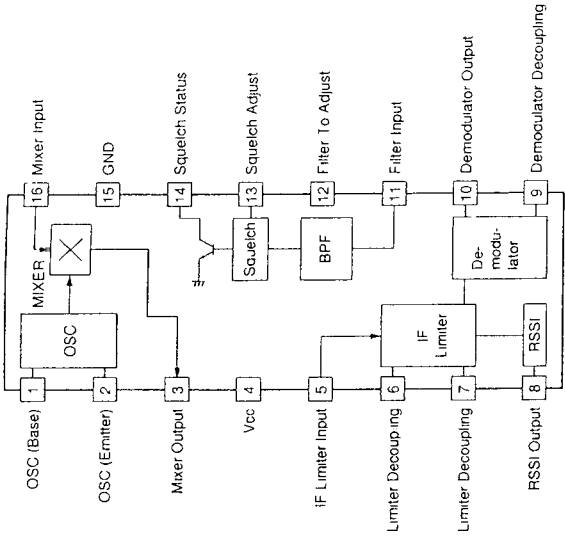 16 Mixer Input
15 GND
14 Squelch Status
13 Squelch Adjust
12 Filter To Adjust
11 Filter Input
10 Demodulator Output
9 Demodulator Decoupling
MIXER
OSC
Squelch
BPF
De-
modu-
lator
IF
Limiter
RSSI
1 OSC (Base)
2 OSC (Emitter)
3 Mixer Output
4 Vcc
5 IF Limiter Input
6 Limiter Decoupling
7 Limiter Decoupling
8 RSSI Output